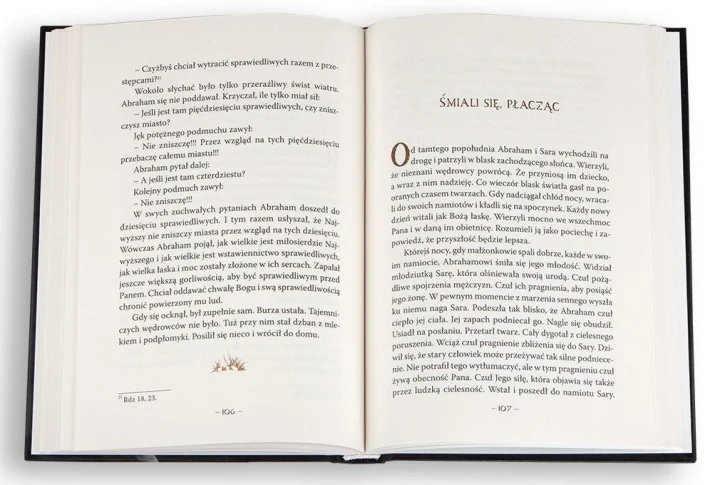 – Czyżbyś chciał wytracić sprawiedliwych razem z prze-
stępcami?²¹
Wokoło słychać było tylko przeraźliwy świst wiatru.
Abraham się nie poddawał. Krzyczał, ile tylko miał sił:
– Jeśli jest tam pięćdziesięciu sprawiedliwych, czy znisz-
czysz miasto?
Jęk potężnego podmuchu zawył:
– Nie zniszczę!!! Przez wzgląd na tych pięćdziesięciu
przebaczę całemu miastu!!!
Abraham pytał dalej:
– A jeśli jest tam czterdziestu?
Kolejny podmuch zawył:
– Nie zniszczę!!!
W swych zuchwałych pytaniach Abraham doszedł do
dziesięciu sprawiedliwych. I tym razem usłyszał, że Naj-
wyższy nie zniszczy miasta przez wzgląd na tych dziesięciu.
Wówczas Abraham pojął, jak wielkie jest miłosierdzie Naj-
wyższego i jak wielkie jest wstawiennictwo sprawiedliwych,
jak wielka łaska i moc zostały złożone w ich sercach. Zapałał
jeszcze większą gorliwością, aby być sprawiedliwym przed
Panem. Chciał oddawać chwałę Bogu i swą sprawiedliwością
chronić powierzony mu lud.
Gdy się ocknął, był zupełnie sam. Burza ustała. Tajemni-
czych wędrowców nie było. Tuż przy nim stał dzban z mle-
kiem i podpłomyki. Posilił się nieco i wrócił do domu.
²¹ Rdz 18, 23.
– 106 –
ŚMIALI SIĘ, PŁACZĄC
Od tamtego popołudnia Abraham i Sara wychodzili na
drogę i patrzyli w blask zachodzącego słońca. Wierzyli,
że nieznani wędrowcy powrócą. Że przyniosą im dziecko,
a wraz z nim nadzieję. Co wieczór blask światła gasł na po-
oranych czasem twarzach. Gdy nadciągał chłód nocy, wraca-
li do swoich namiotów i kładli się na spoczynek. Każdy nowy
dzień witali jak Bożą łaskę. Wierzyli mocno we wszechmoc
Pana i w daną im obietnicę. Rozumieli ją jako pociechę i za-
powiedź, że przyszłość będzie lepsza.
Którejś nocy, gdy małżonkowie spali dobrze, każde w swo-
im namiocie, Abrahamowi śniła się jego młodość. Widział
młodziutką Sarę, która olśniewała swoją urodą. Czuł pożą-
dliwe spojrzenia mężczyzn. Czuł ich pragnienie, aby posiąść
jego żonę. W pewnym momencie z marzenia sennego wyszła
ku niemu naga Sara. Podeszła tak blisko, że Abraham czuł
ciepło jej ciała. Jej zapach podniecał go. Nagle się obudził.
Usiadł na posłaniu. Przetarł twarz. Cały dygotał z cielesnego
poruszenia. Wciąż czuł pragnienie zbliżenia się do Sary. Dzi-
wił się, że stary człowiek może przeżywać tak silne podniece-
nie. Nie potrafił tego wytłumaczyć, ale w tym pragnieniu czuł
żywą obecność Pana. Czuł Jego siłę, która objawia się także
przez ludzką cielesność. Wstał i poszedł do namiotu Sary.
– 107 –